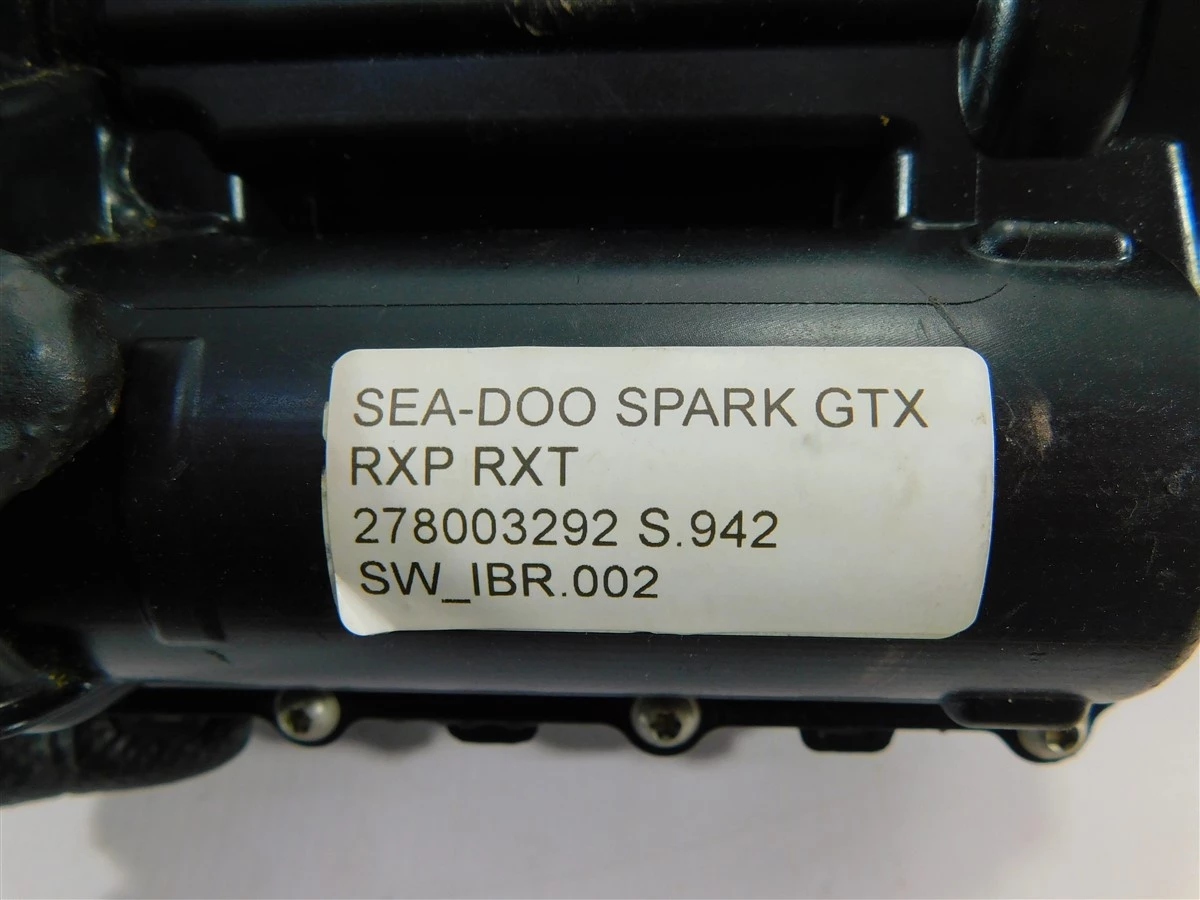 SEA-DOO SPARK GTX
RXP RXT
278003292 S.942
SW_IBR.002